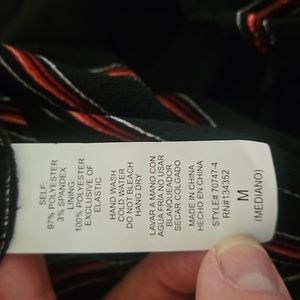 SELF:
97% POLYESTER
3% SPANDEX
LINING:
100% POLYESTER
EXCLUSIVE OF
ELASTIC
HAND WASH
COLD WATER
DO NOT BLEACH
HANG DRY
LAVAR A MANO CON
AGUA FRIA NO USAR
BLANQUEADOR
SECAR COLGADO
MADE IN CHINA
HECHO EN CHINA
STYLE# 70747-4
RN#134352
M
(MEDIANO)